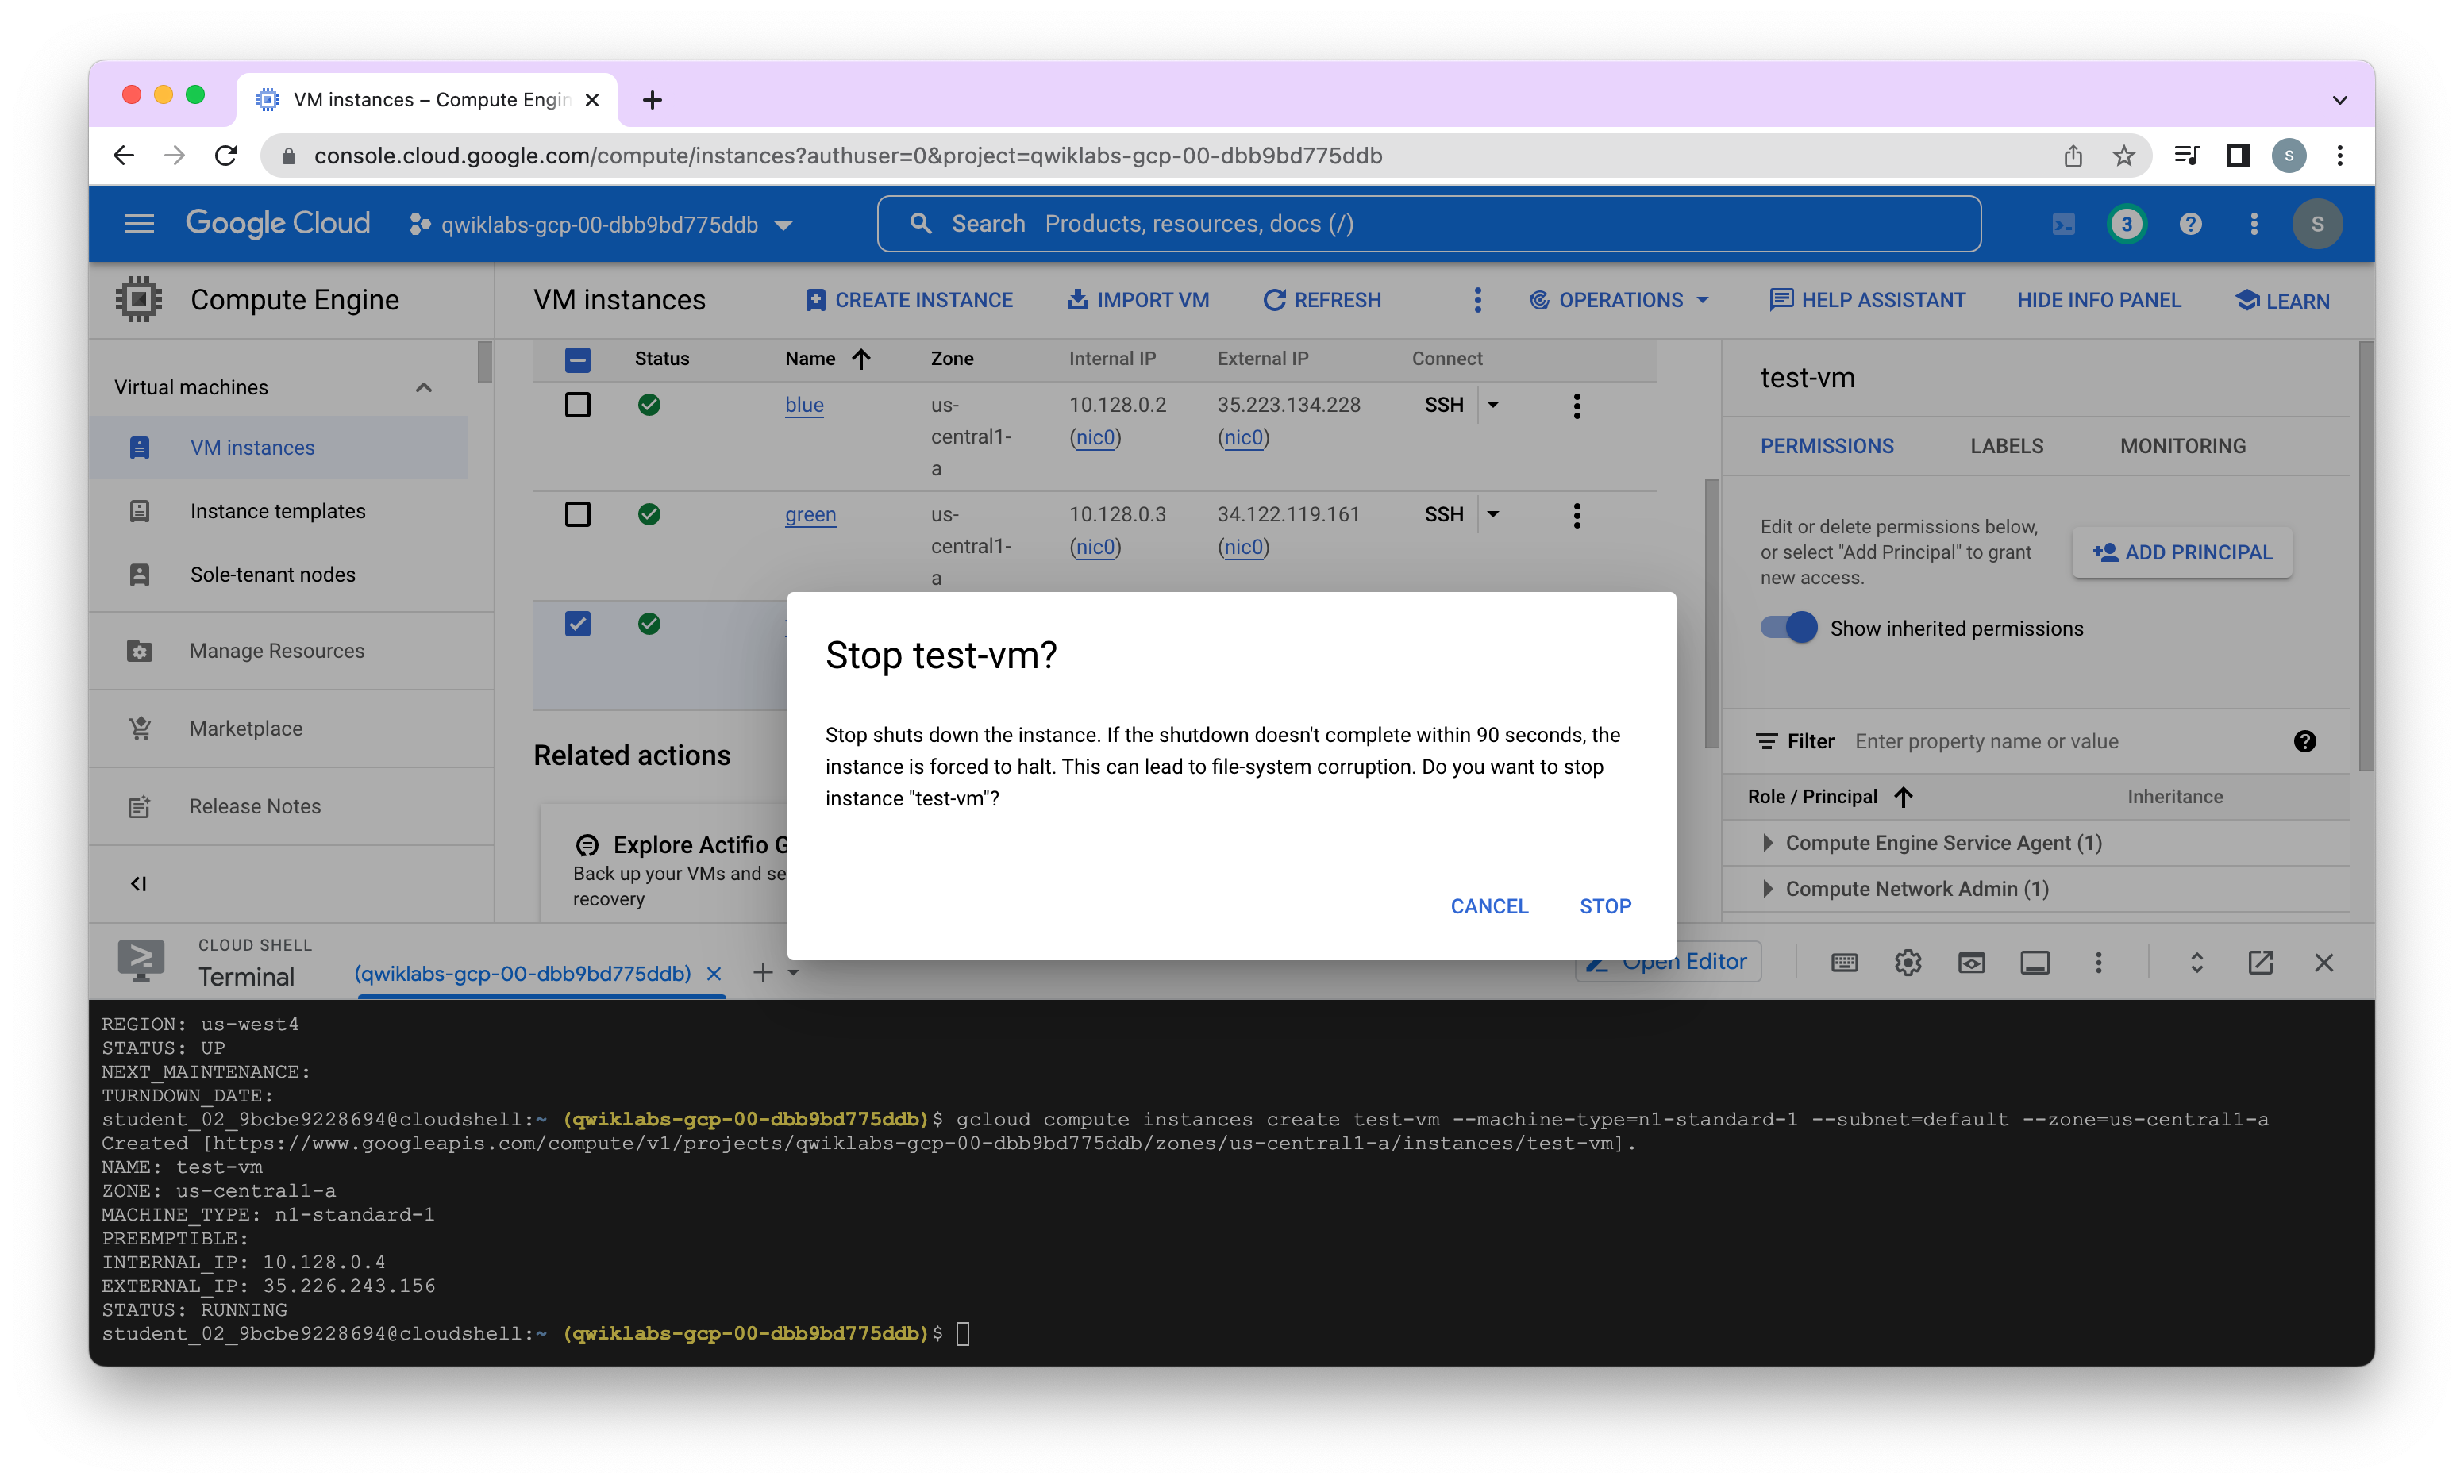 VM instances – Compute Engin
console.cloud.google.com/compute/instances?authuser=0&project=qwiklabs-gcp-00-dbb9bd775ddb
S
Google Cloud
qwiklabs-gcp-00-dbb9bd775ddb
Search Products, resources, docs (/)
3
S
Compute Engine
VM instances
CREATE INSTANCE
IMPORT VM
REFRESH
OPERATIONS
HELP ASSISTANT
HIDE INFO PANEL
LEARN
Virtual machines
VM instances
Instance templates
Sole-tenant nodes
Manage Resources
Marketplace
Release Notes
Status Name Zone Internal IP External IP Connect
blue us- 10.128.0.2 35.223.134.228 SSH
central1- (nic0) (nic0)
a
green us- 10.128.0.3 34.122.119.161 SSH
central1- (nic0) (nic0)
a
Related actions
Explore Actifio G
Back up your VMs and se
recovery
test-vm
PERMISSIONS LABELS MONITORING
Edit or delete permissions below,
or select "Add Principal" to grant
new access.
ADD PRINCIPAL
Show inherited permissions
Filter Enter property name or value
Role / Principal Inheritance
Compute Engine Service Agent (1)
Compute Network Admin (1)
Stop test-vm?
Stop shuts down the instance. If the shutdown doesn't complete within 90 seconds, the
instance is forced to halt. This can lead to file-system corruption. Do you want to stop
instance "test-vm"?
CANCEL STOP
CLOUD SHELL
Terminal
(qwiklabs-gcp-00-dbb9bd775ddb)
Open Editor
REGION: us-west4
STATUS: UP
NEXT_MAINTENANCE:
TURNDOWN_DATE:
student_02_9bcbe9228694@cloudshell:~ (qwiklabs-gcp-00-dbb9bd775ddb)$ gcloud compute instances create test-vm --machine-type=n1-standard-1 --subnet=default --zone=us-central1-a
Created [https://www.googleapis.com/compute/v1/projects/qwiklabs-gcp-00-dbb9bd775ddb/zones/us-central1-a/instances/test-vm].
NAME: test-vm
ZONE: us-central1-a
MACHINE_TYPE: n1-standard-1
PREEMPTIBLE:
INTERNAL_IP: 10.128.0.4
EXTERNAL_IP: 35.226.243.156
STATUS: RUNNING
student_02_9bcbe9228694@cloudshell:~ (qwiklabs-gcp-00-dbb9bd775ddb)$